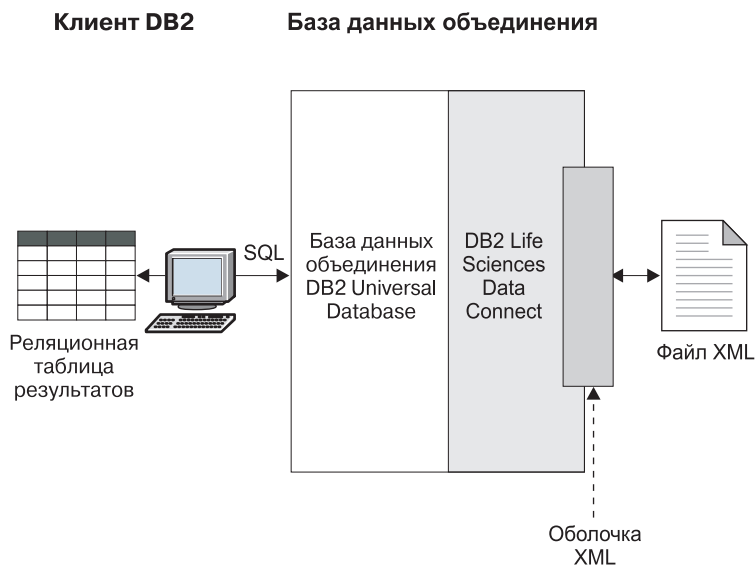 Клиент DB2
База данных объединения
SQL
База данных
объединения
DB2 Universal
Database
DB2 Life
Sciences
Data
Connect
Реляционная
таблица
результатов
Файл XML
Оболочка
XML